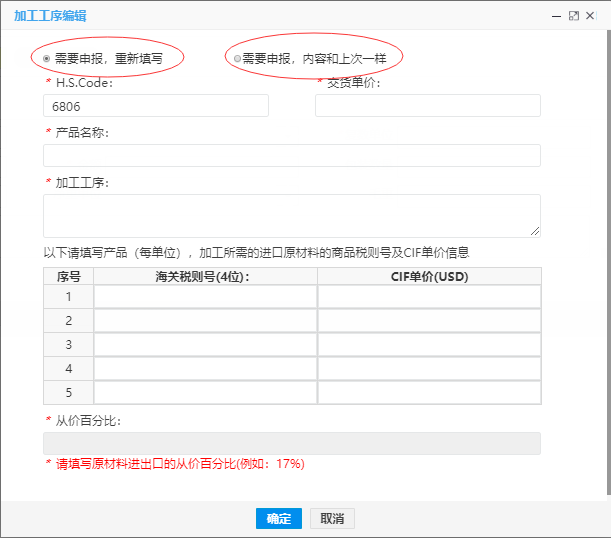 加工工序编辑
需要申报，重新填写 需要申报，内容和上次一样
* H.S.Code： * 交货单价：
6806
* 产品名称：
* 加工工序：
以下请填写产品（每单位），加工所需的进口原材料的商品税则号及CIF单价信息
序号 海关税则号(4位)： CIF单价(USD)
1
2
3
4
5
* 从价百分比：
* 请填写原材料进出口的从价百分比(例如：17%)
确定 取消